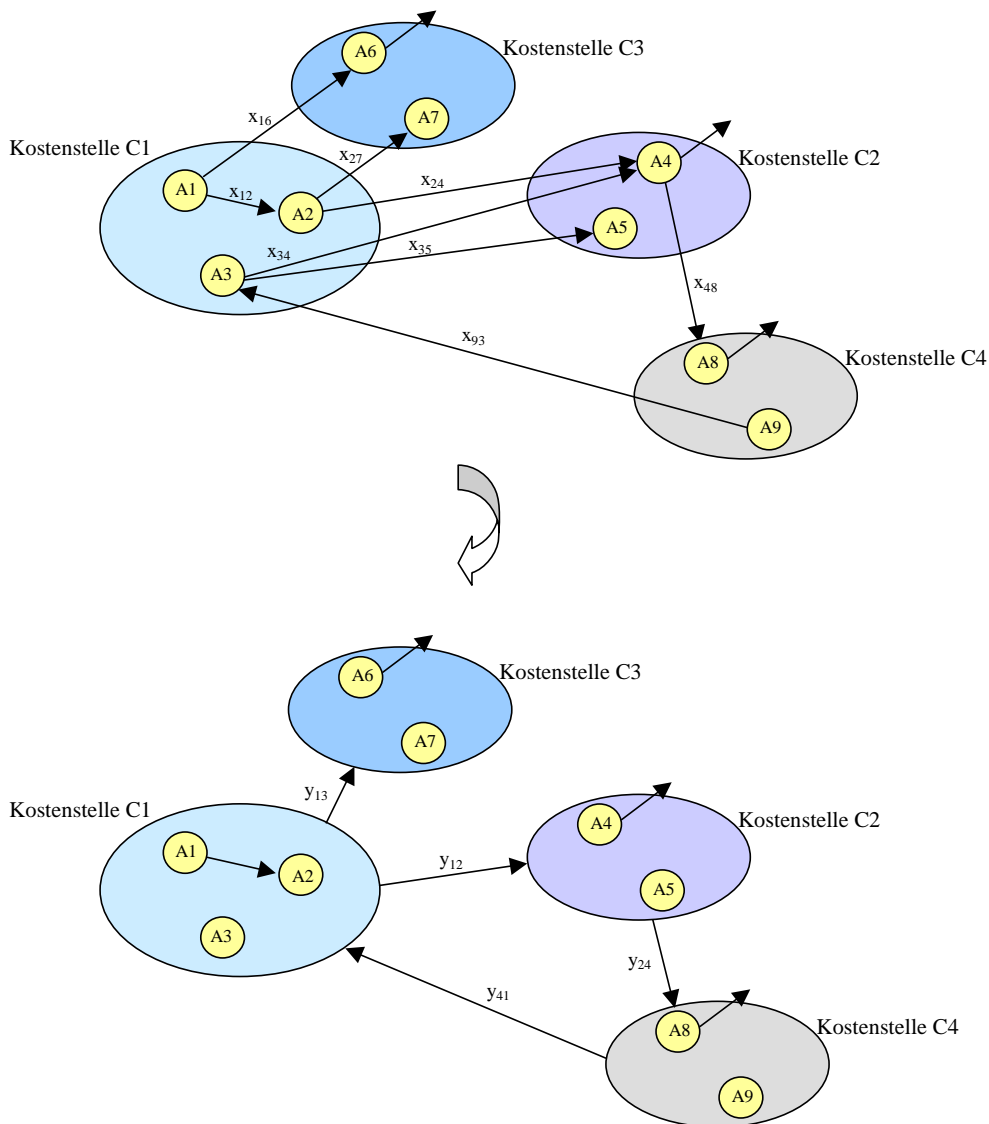 A6
Kostenstelle C3
A7
x16
Kostenstelle C1
x27
A4
Kostenstelle C2
A1
x12
x24
A2
A5
x34
x35
A3
x48
x93
A8
Kostenstelle C4
A9
A6
Kostenstelle C3
A7
y13
Kostenstelle C1
A4
Kostenstelle C2
A1
y12
A2
A5
A3
y24
y41
A8
Kostenstelle C4
A9